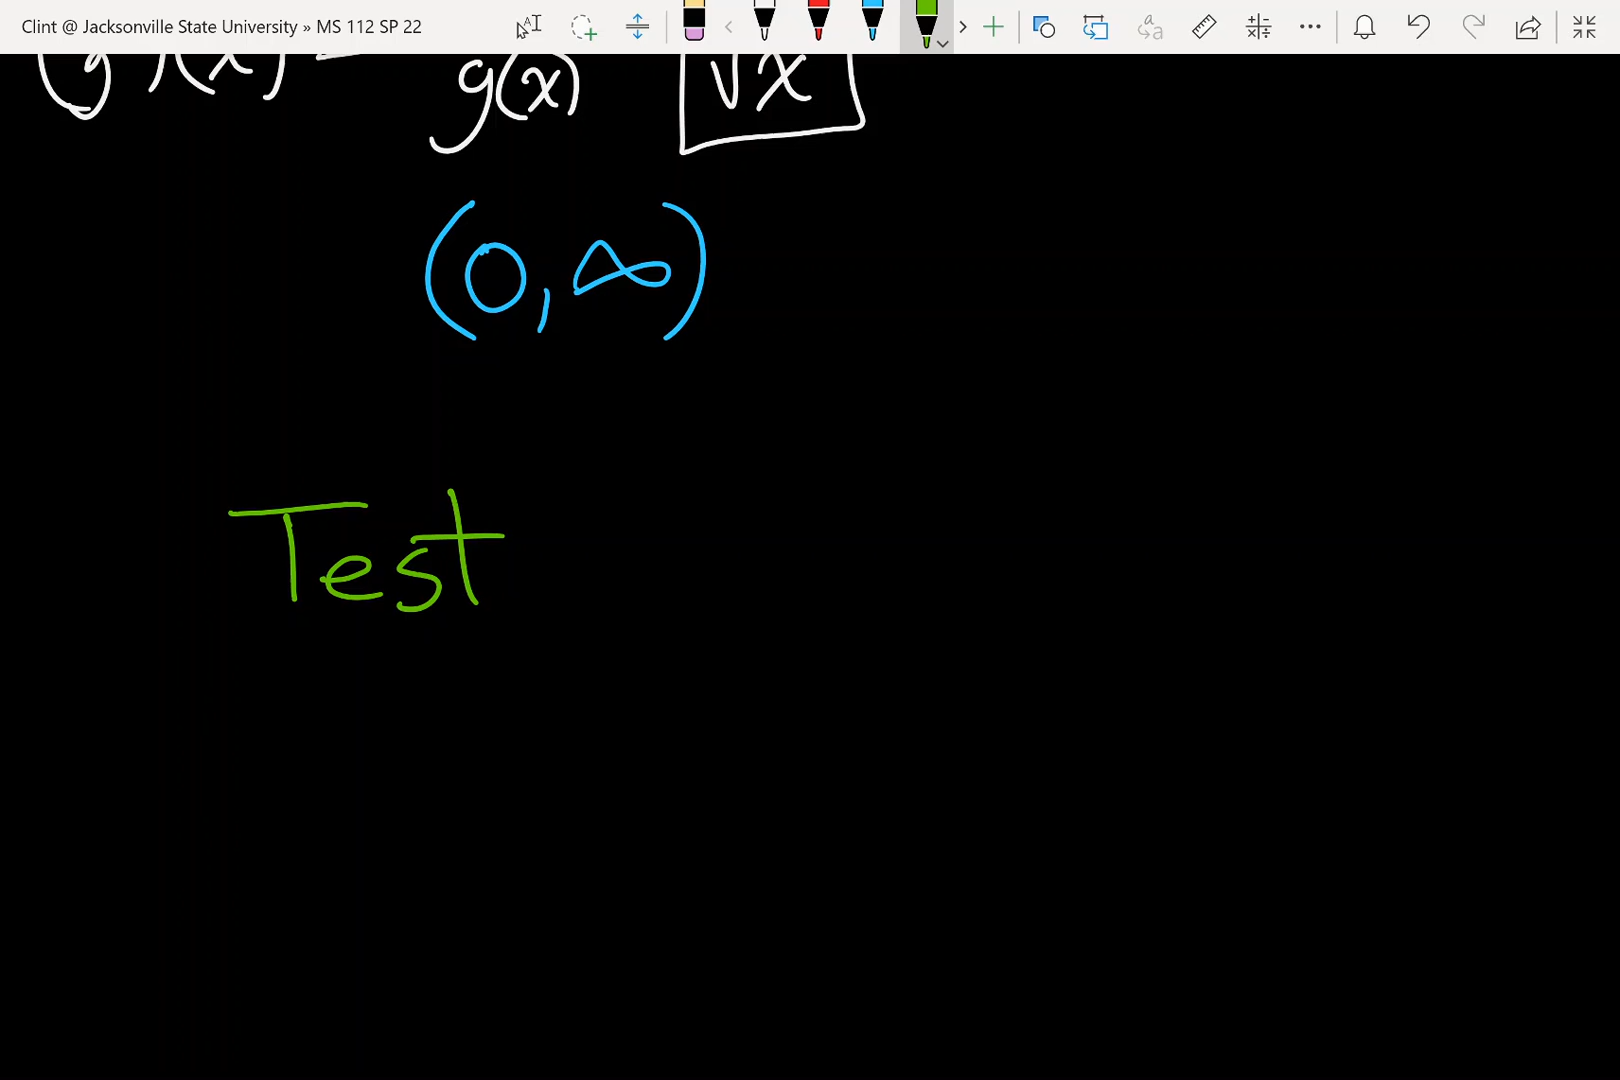 Clint @ Jacksonville State University » MS 112 SP 22
g(x) √x
(0, ∞)
Test